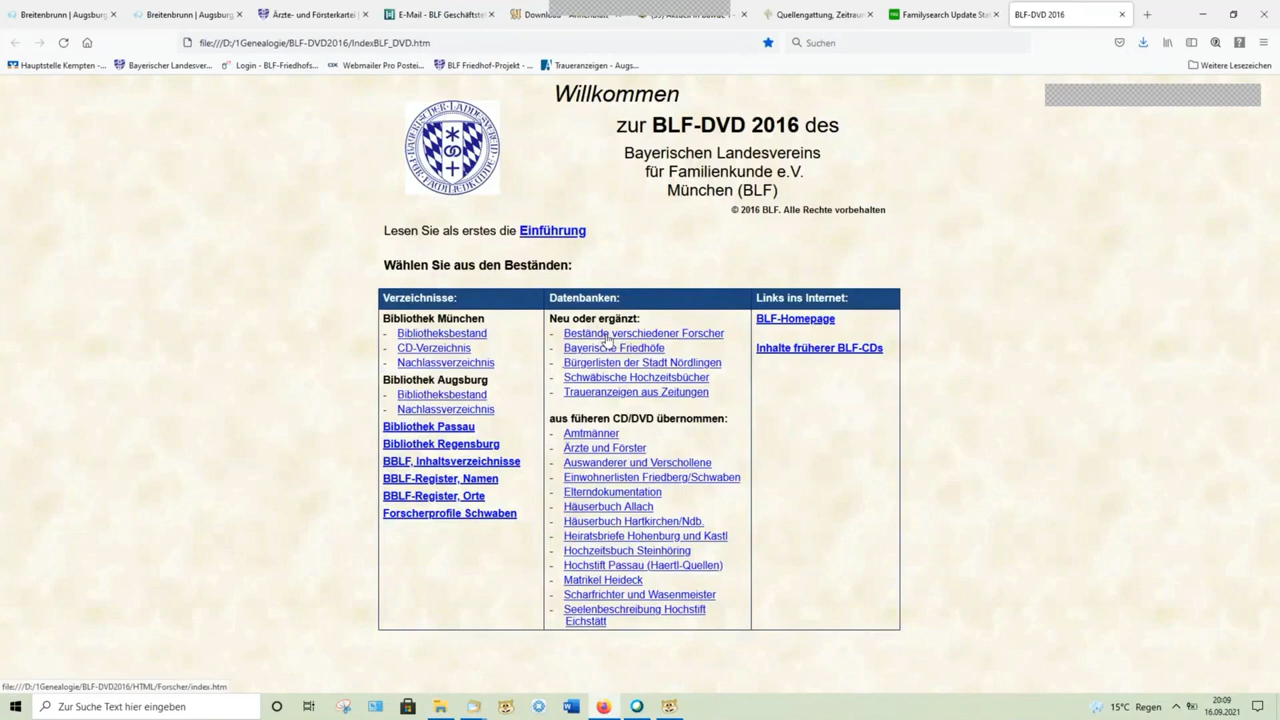 Breitenbrunn | Augsburg
Breitenbrunn | Augsburg
Ärzte- und Försterkartei |
E-Mail – BLF Geschäftsste
Download
Quellengattung, Zeitraum
Familysearch Update Stat
BLF-DVD 2016
file:///D:/1Genealogie/BLF-DVD2016/IndexBLF_DVD.htm
Suchen
Hauptstelle Kempten -...
Bayerischer Landesver...
Login - BLF-Friedhofs...
Webmailer Pro Postei...
BLF Friedhof-Projekt - ...
Traueranzeigen - Augs...
Weitere Lesezeichen
Willkommen
zur BLF-DVD 2016 des
Bayerischen Landesvereins
für Familienkunde e.V.
München (BLF)
© 2016 BLF. Alle Rechte vorbehalten
Lesen Sie als erstes die Einführung
Wählen Sie aus den Beständen:
Verzeichnisse:
Bibliothek München
- Bibliotheksbestand
- CD-Verzeichnis
- Nachlassverzeichnis
Bibliothek Augsburg
- Bibliotheksbestand
- Nachlassverzeichnis
Bibliothek Passau
Bibliothek Regensburg
BBLF, Inhaltsverzeichnisse
BBLF-Register, Namen
BBLF-Register, Orte
Forscherprofile Schwaben
Datenbanken:
Neu oder ergänzt:
- Bestände verschiedener Forscher
- Bayerische Friedhöfe
- Bürgerlisten der Stadt Nördlingen
- Schwäbische Hochzeitsbücher
- Traueranzeigen aus Zeitungen
aus füheren CD/DVD übernommen:
- Amtmänner
- Ärzte und Förster
- Auswanderer und Verschollene
- Einwohnerlisten Friedberg/Schwaben
- Elterndokumentation
- Häuserbuch Allach
- Häuserbuch Hartkirchen/Ndb.
- Heiratsbriefe Hohenburg und Kastl
- Hochzeitsbuch Steinhöring
- Hochstift Passau (Haertl-Quellen)
- Matrikel Heideck
- Scharfrichter und Wasenmeister
- Seelenbeschreibung Hochstift
Eichstätt
Links ins Internet:
BLF-Homepage
Inhalte früherer BLF-CDs
file:///D:/1Genealogie/BLF-DVD2016/HTML/Forscher/index.htm
Zur Suche Text hier eingeben
15°C Regen
20:09
16.09.2021